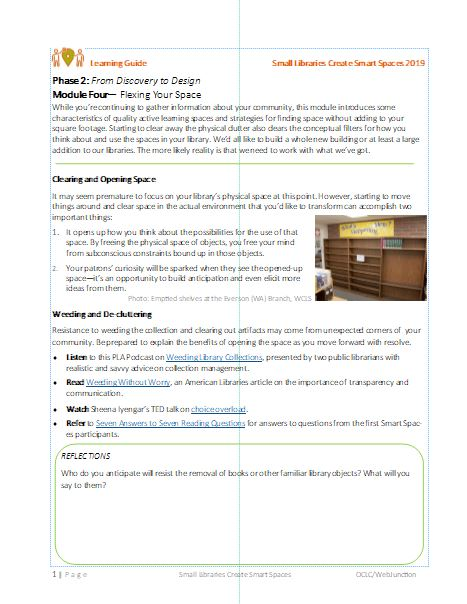 Learning Guide Small Libraries Create Smart Spaces 2019
Phase 2: From Discovery to Design
Module Four— Flexing Your Space
While you're continuing to gather information about your community, this module introduces some
characteristics of quality active learning spaces and strategies for finding space without adding to your
square footage. Starting to clear away the physical clutter also clears the conceptual filters for how you
think about and use the spaces in your library. We'd all like to build a whole new building or at least a large
addition to our libraries. The more likely reality is that we need to work with what we've got.
Clearing and Opening Space
It may seem premature to focus on your library's physical space at this point. However, starting to move
things around and clear space in the actual environment that you'd like to transform can accomplish two
important things:
1. It opens up how you think about the possibilities for the use of that
space. By freeing the physical space of objects, you free your mind
from subconscious constraints bound up in those objects.
2. Your patrons' curiosity will be sparked when they see the opened-up
space—it's an opportunity to build anticipation and even elicit more
ideas from them.
What's Happening Here?
Photo: Emptied shelves at the Everson (WA) Branch, WCLS
Weeding and De-cluttering
Resistance to weeding the collection and clearing out artifacts may come from unexpected corners of your
community. Be prepared to explain the benefits of opening the space as you move forward with resolve.
• Listen to this PLA Podcast on Weeding Library Collections, presented by two public librarians with
realistic and savvy advice on collection management.
• Read Weeding Without Worry, an American Libraries article on the importance of transparency and
communication.
• Watch Sheena Iyengar's TED talk on choice overload.
• Refer to Seven Answers to Seven Reading Questions for answers to questions from the first Smart Spac-
es participants.
REFLECTIONS
Who do you anticipate will resist the removal of books or other familiar library objects? What will you
say to them?
1 | Page Small Libraries Create Smart Spaces OCLC/WebJunction